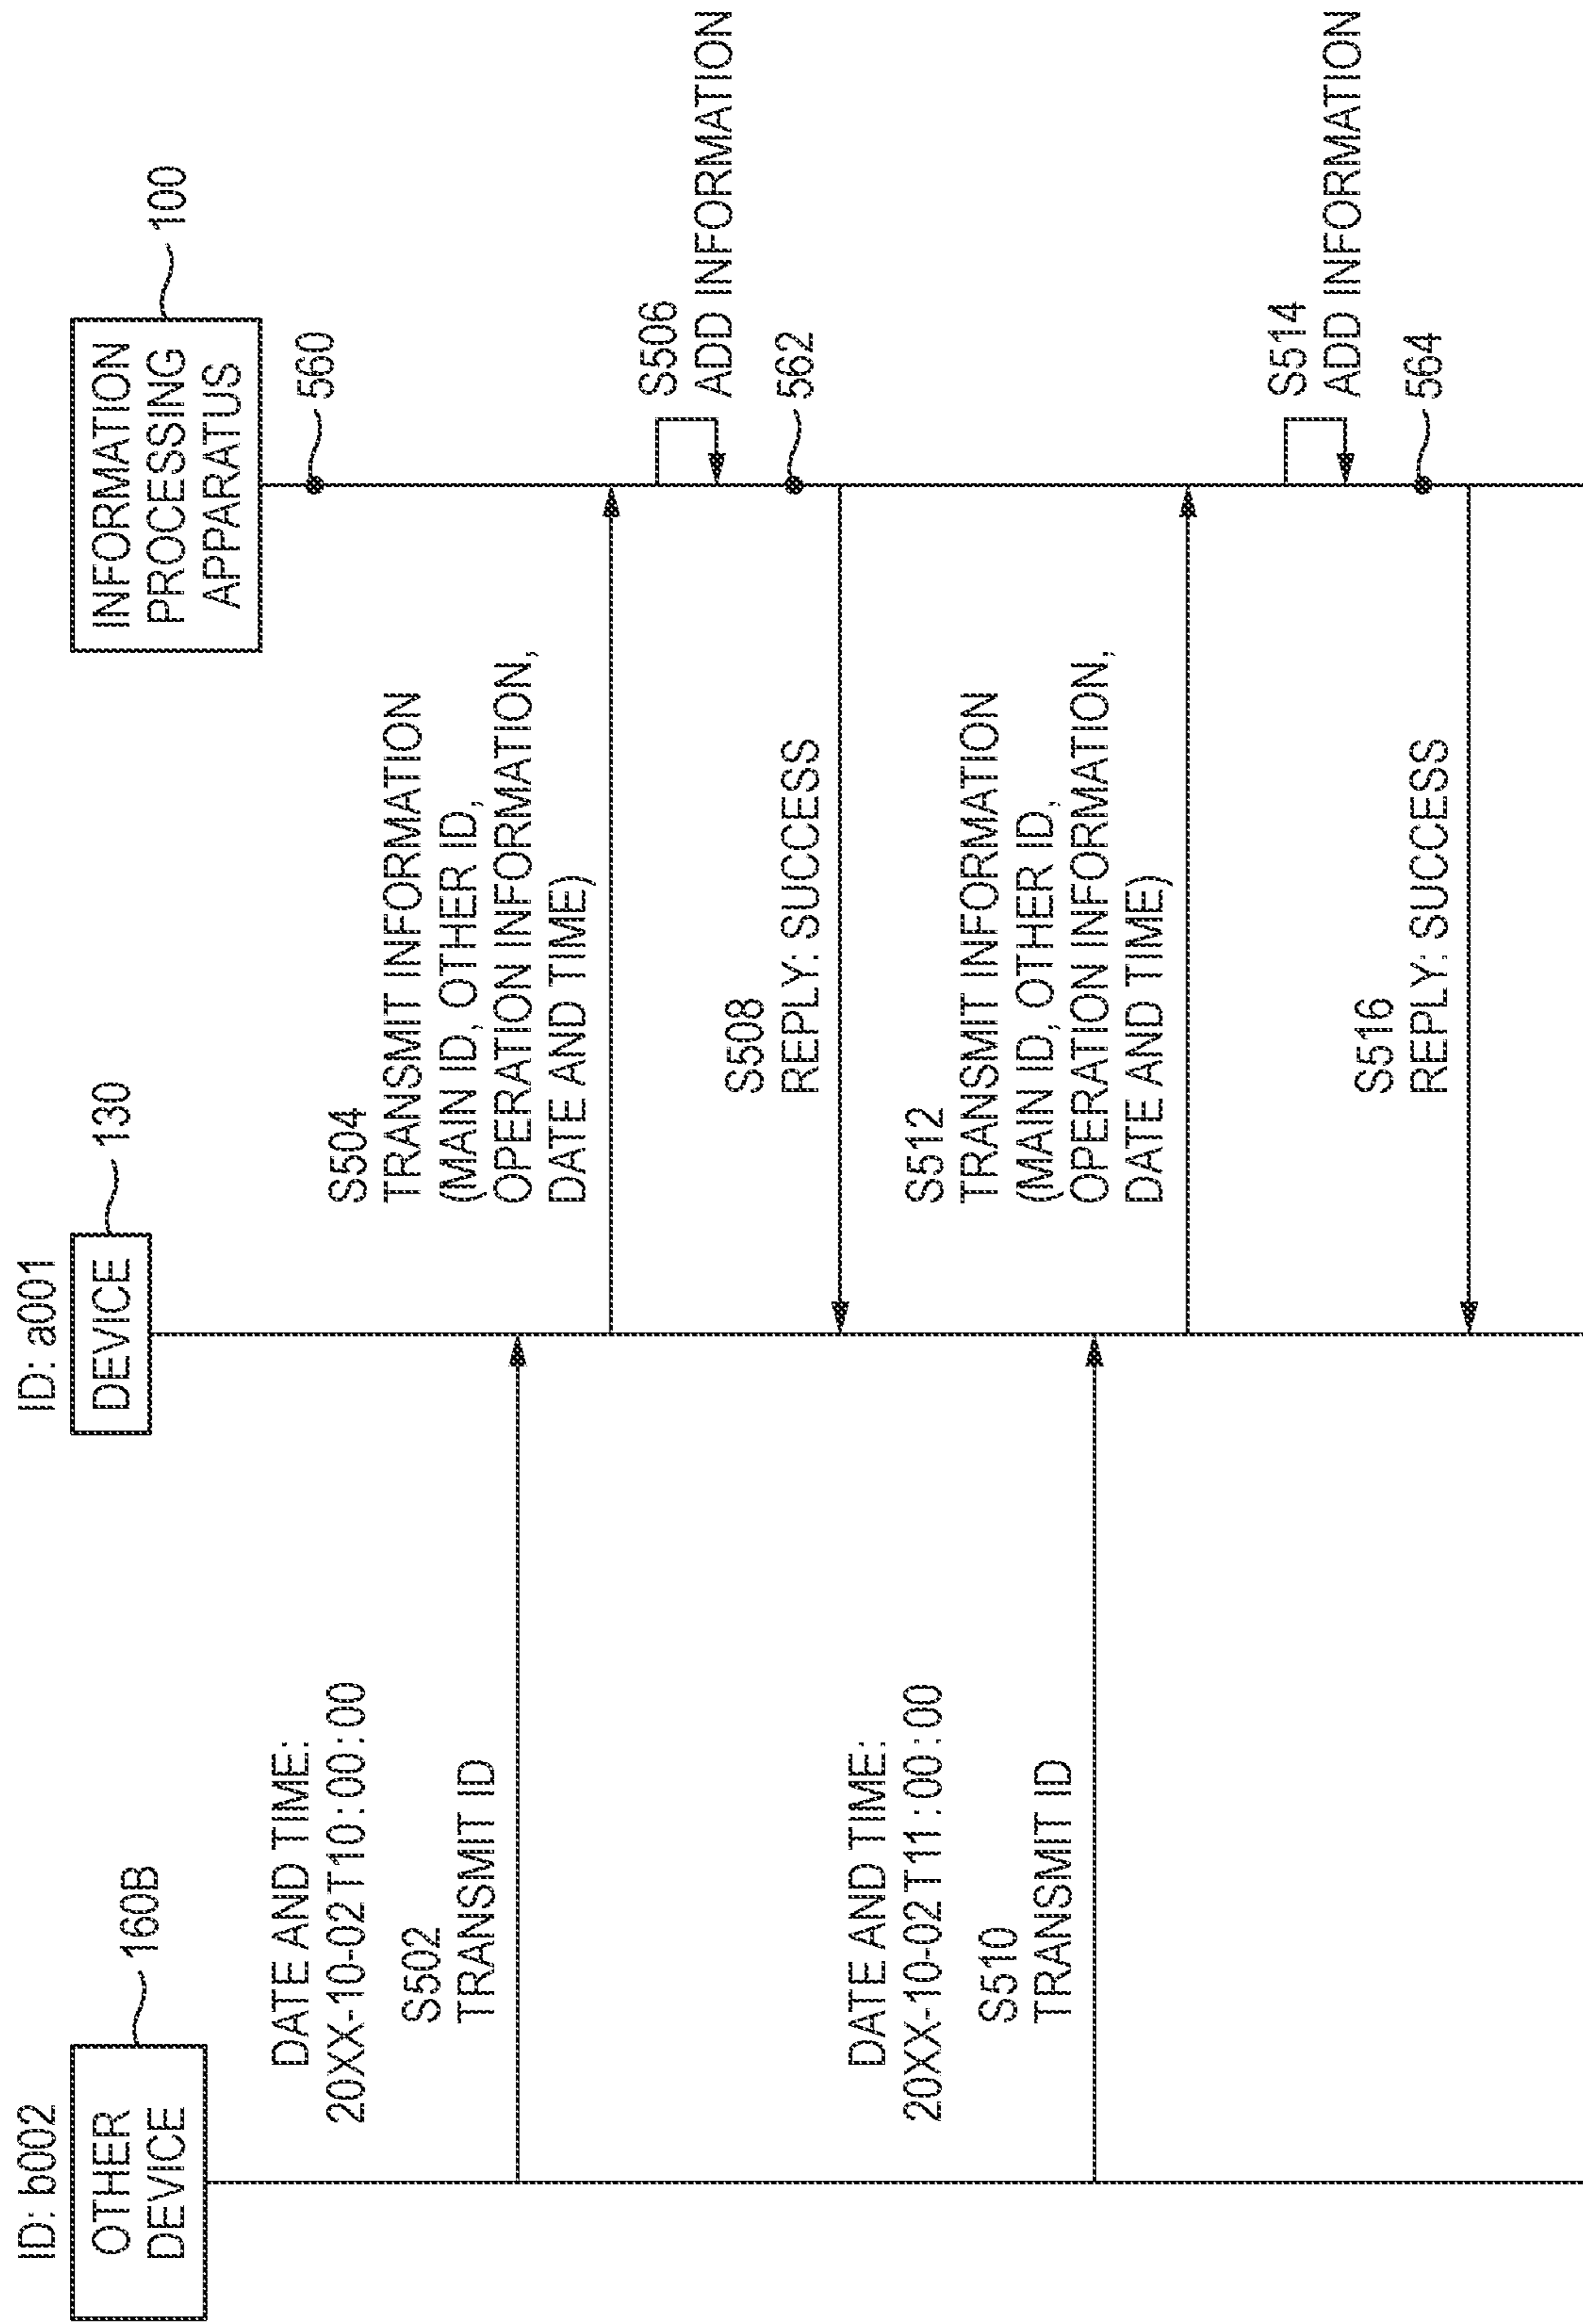 ID: b002
OTHER
DEVICE
160B
ID: a001
DEVICE
130
INFORMATION
PROCESSING
APPARATUS
100
560
DATE AND TIME:
20XX-10-02T10:00:00
S502
TRANSMIT ID
S504
TRANSMIT INFORMATION
(MAIN ID, OTHER ID,
OPERATION INFORMATION,
DATE AND TIME)
S506
ADD INFORMATION
562
S508
REPLY: SUCCESS
DATE AND TIME:
20XX-10-02T11:00:00
S510
TRANSMIT ID
S512
TRANSMIT INFORMATION
(MAIN ID, OTHER ID,
OPERATION INFORMATION,
DATE AND TIME)
S514
ADD INFORMATION
564
S516
REPLY: SUCCESS